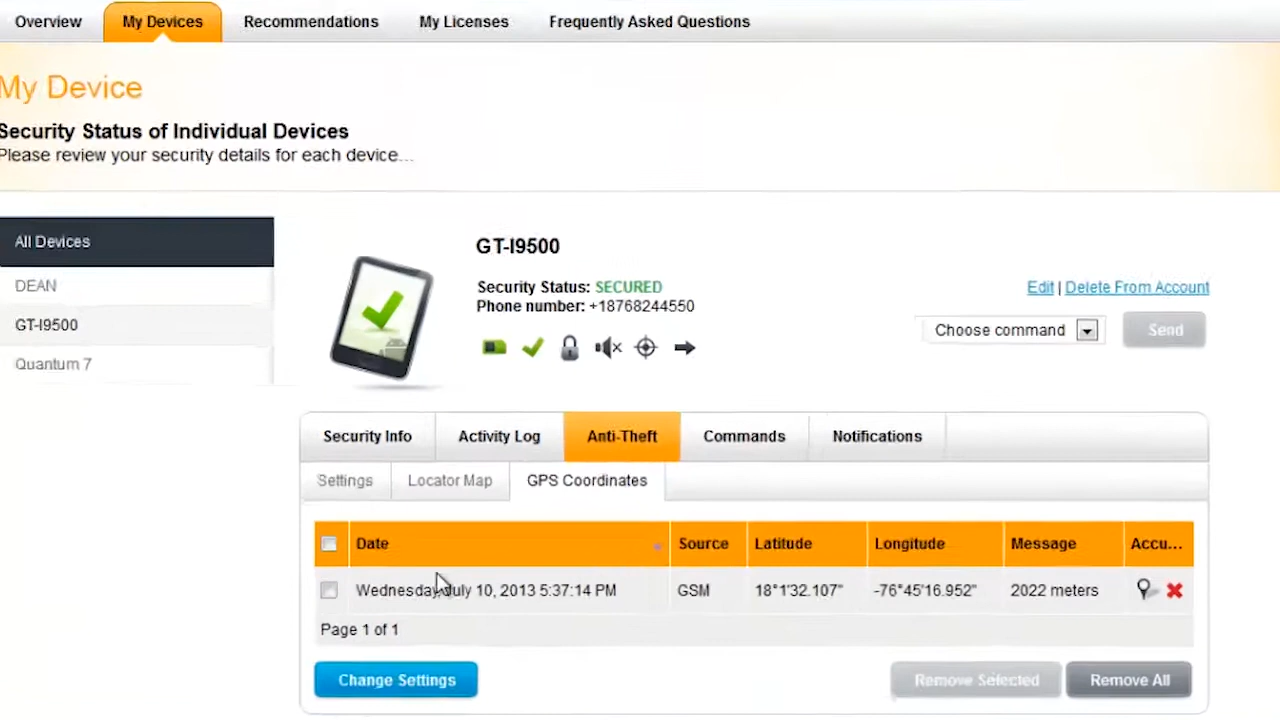 Overview My Devices Recommendations My Licenses Frequently Asked Questions
My Device
Security Status of Individual Devices
Please review your security details for each device...
All Devices
DEAN
GT-I9500
Quantum 7
GT-I9500
Security Status: SECURED
Phone number: +18768244550
Edit | Delete From Account
Choose command Send
Security Info Activity Log Anti-Theft Commands Notifications
Settings Locator Map GPS Coordinates
Date Source Latitude Longitude Message Accu...
Wednesday July 10, 2013 5:37:14 PM GSM 18°1'32.107" -76°45'16.952" 2022 meters
Page 1 of 1
Change Settings Remove Selected Remove All